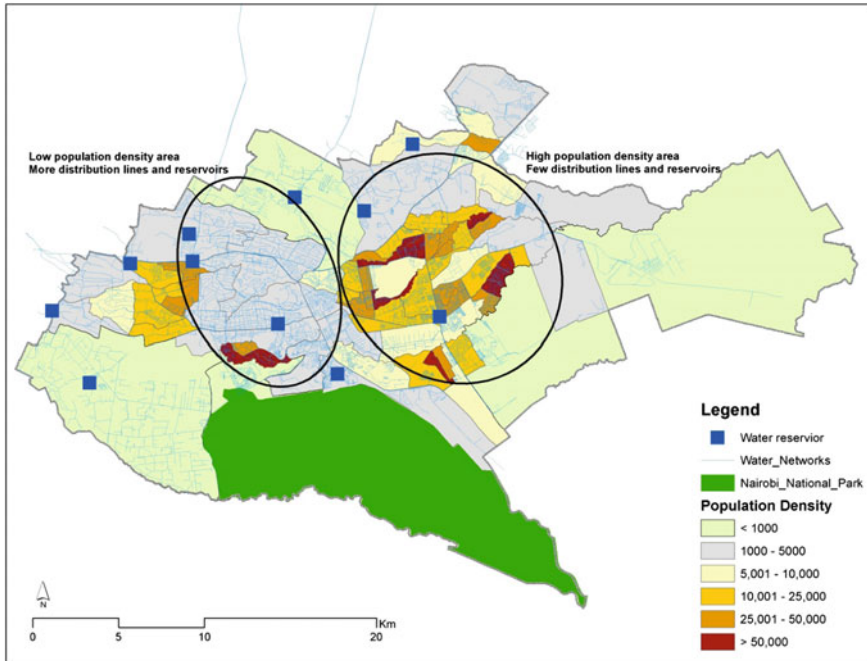 Low population density area
More distribution lines and reservoirs
High population density area
Few distribution lines and reservoirs
Legend
Water reservior
Water_Networks
Nairobi_National_Park
Population Density
< 1000
1000 - 5000
5,001 - 10,000
10,001 - 25,000
25,001 - 50,000
> 50,000
N
Km
0 5 10 20